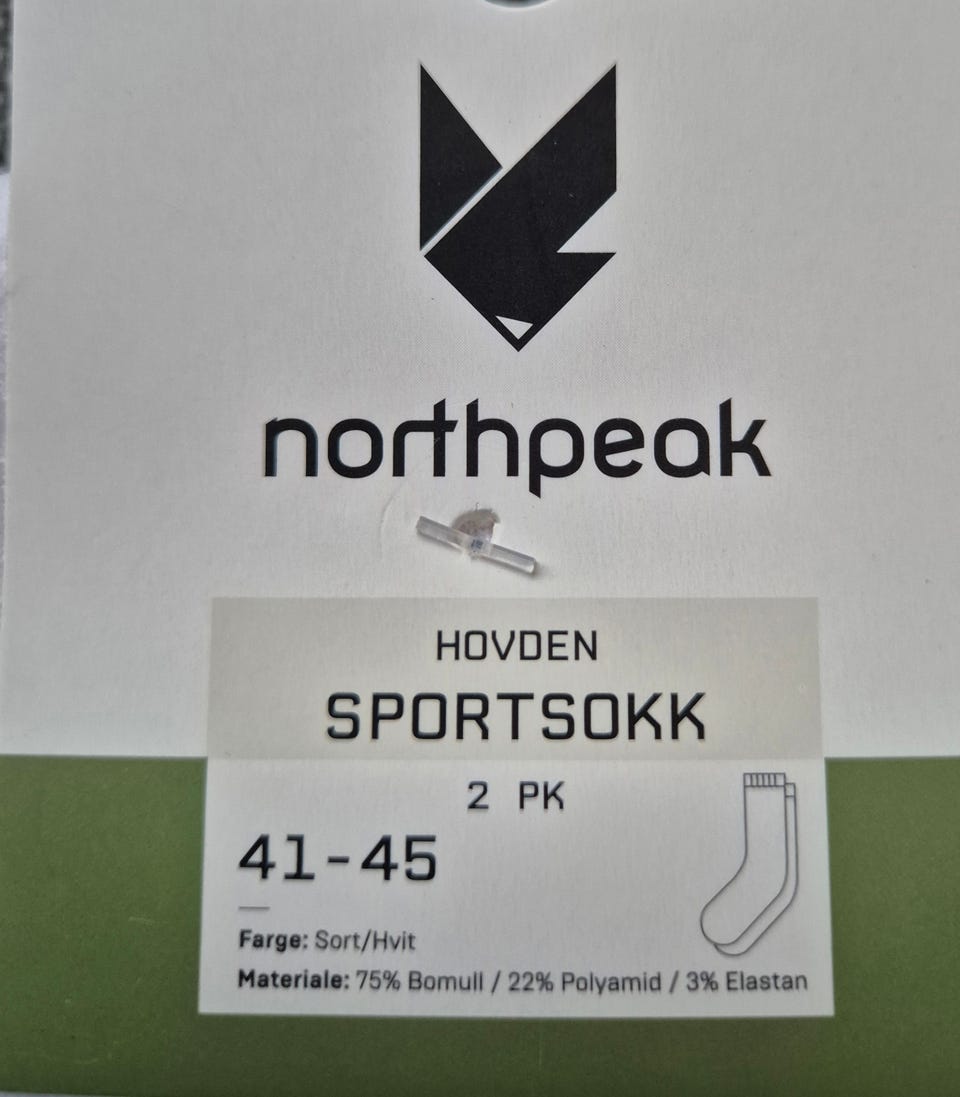 northpeak
HOVDEN
SPORTSOKK
2 PK
41-45
Farge: Sort/Hvit
Materiale: 75% Bomull / 22% Polyamid / 3% Elastan